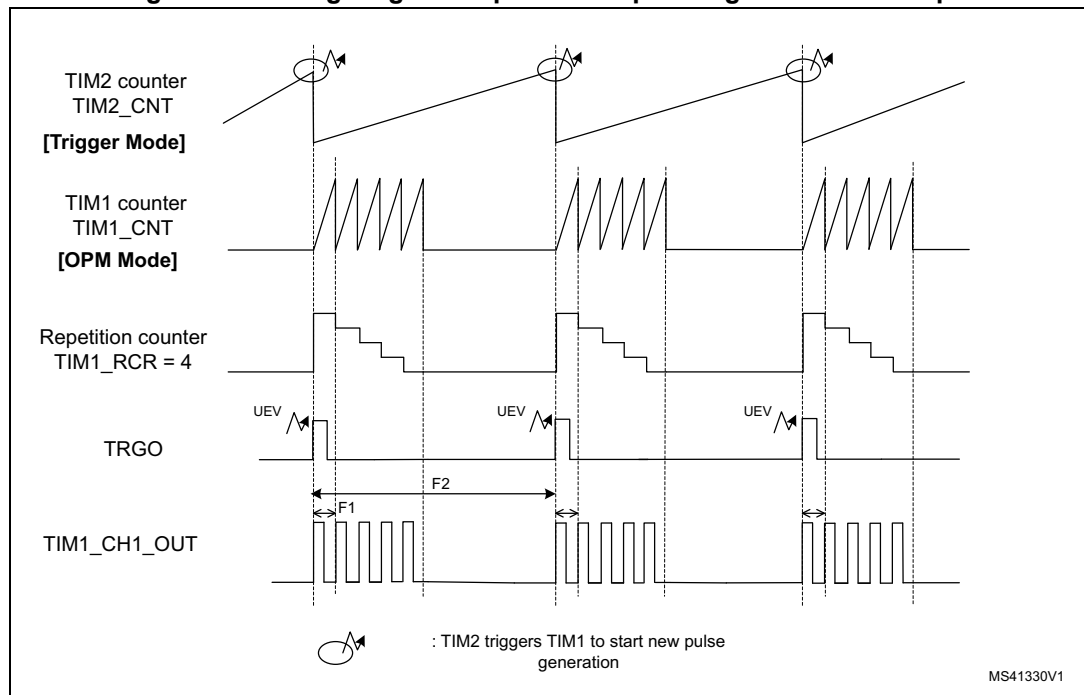 TIM2 counter
TIM2_CNT
[Trigger Mode]
TIM1 counter
TIM1_CNT
[OPM Mode]
Repetition counter
TIM1_RCR = 4
UEV
UEV
UEV
TRGO
F2
F1
TIM1_CH1_OUT
: TIM2 triggers TIM1 to start new pulse
generation
MS41330V1